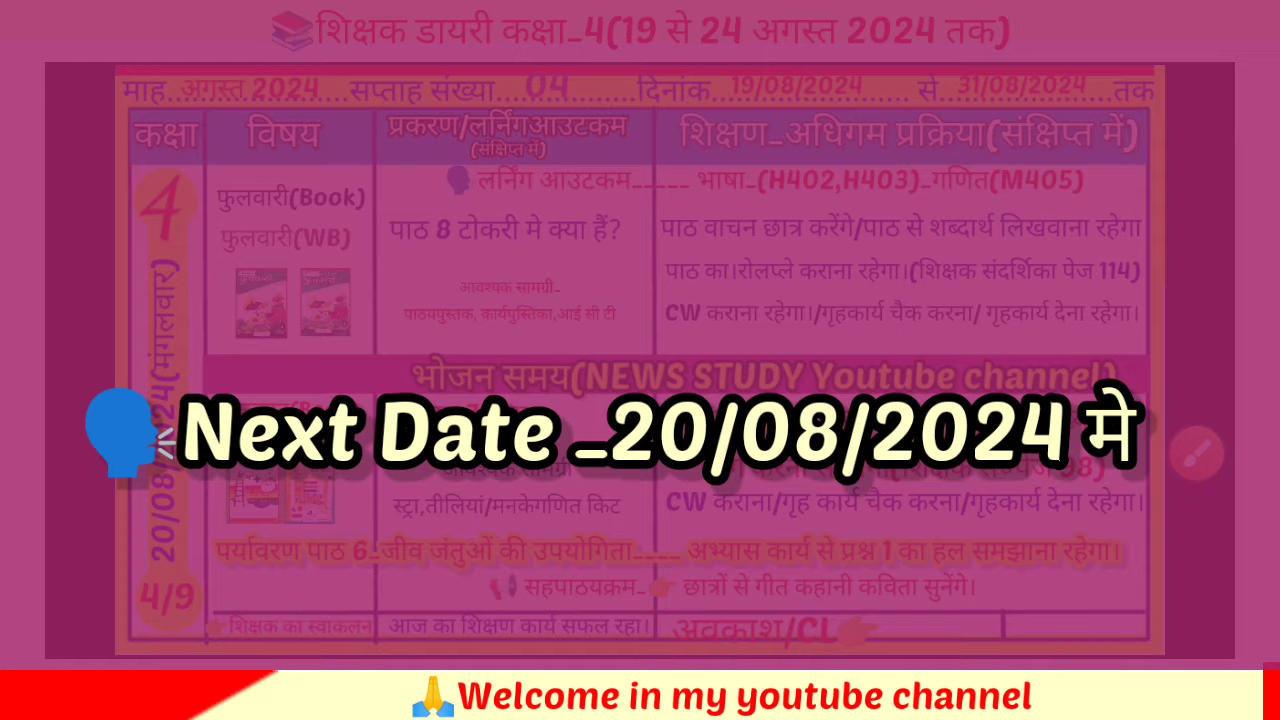 📚शिक्षक डायरी कक्षा_4(19 से 24 अगस्त 2024 तक)
माह....अगस्त 2024....सप्ताह संख्या....04....दिनांक....19/08/2024.... से....31/08/2024....तक
कक्षा विषय प्रकरण/लर्निंगआउटकम (संक्षिप्त में) शिक्षण_अधिगम प्रक्रिया(संक्षिप्त में)
🗣️ लर्निंग आउटकम_____ भाषा_(H402,H403)_गणित(M405)
4
20/08/2024(मंगलवार)
4/9
फुलवारी(Book)
फुलवारी(WB)
पाठ 8 टोकरी मे क्या हैं?
आवश्यक सामग्रि_
पाठयपुस्तक, कार्यपुस्तिका,आई सी टी
पाठ वाचन छात्र करेंगे/पाठ से शब्दार्थ लिखवाना रहेगा
पाठ का।रोलप्ले कराना रहेगा।(शिक्षक संदर्शिका पेज 114)
CW कराना रहेगा।/गृहकार्य चैक करना/ गृहकार्य देना रहेगा।
भोजन समय(NEWS STUDY Youtube channel)
🗣️Next Date _20/08/2024 मे
आवश्यक सामग्री
स्ट्रा,तीलियां/मनकेगणित किट
CW कराना/गृह कार्य चैक करना/गृहकार्य देना रहेगा।
पर्यावरण पाठ 6_जीव जंतुओं की उपयोगिता____ अभ्यास कार्य से प्रश्न 1 का हल समझाना रहेगा।
📢 सहपाठयक्रम_👉 छात्रों से गीत कहानी कविता सुनेंगे।
👉शिक्षक का स्वाकलन आज का शिक्षण कार्य सफल रहा। अवकाश/CL👉
🙏Welcome in my youtube channel